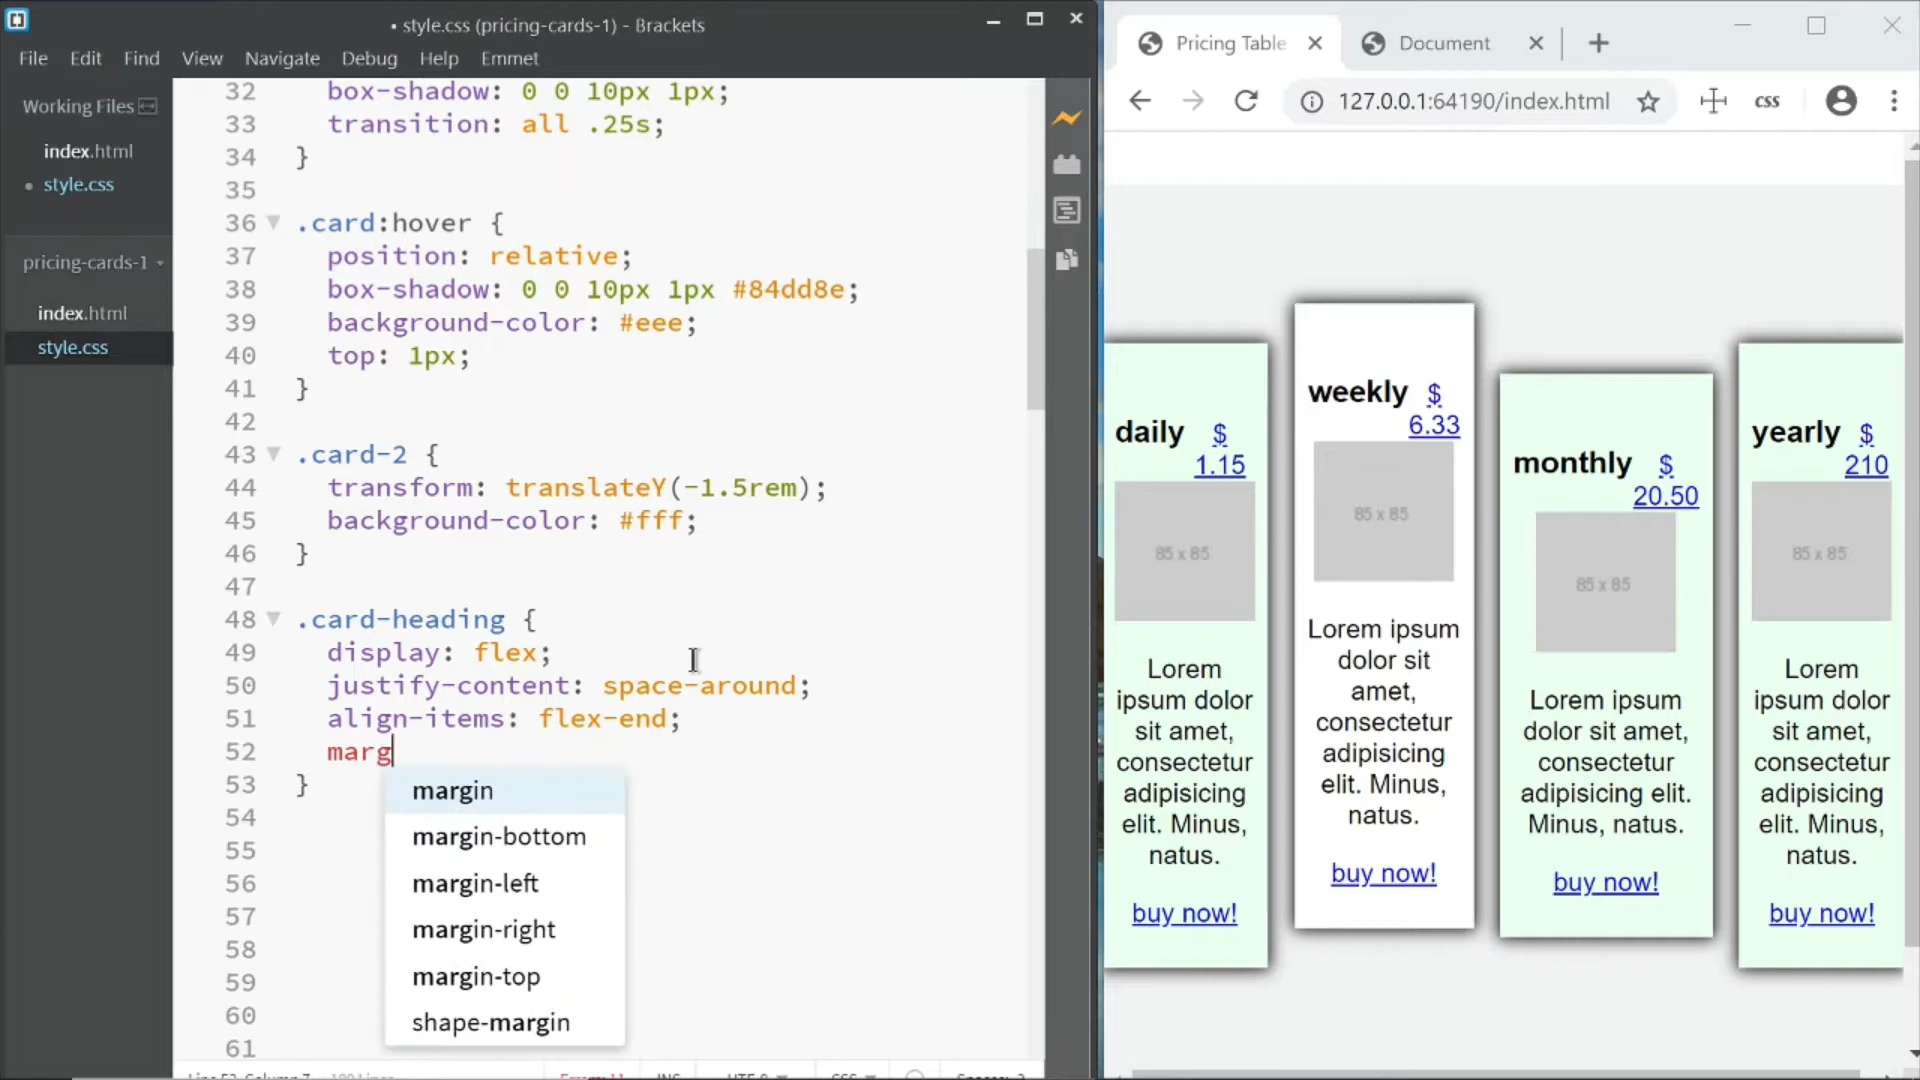 • style.css (pricing-cards-1) - Brackets
File Edit Find View Navigate Debug Help Emmet
Working Files
index.html
• style.css
pricing-cards-1
index.html
style.css
32 box-shadow: 0 0 10px 1px;
33 transition: all .25s;
34 }
35
36 .card:hover {
37 position: relative;
38 box-shadow: 0 0 10px 1px #84dd8e;
39 background-color: #eee;
40 top: 1px;
41 }
42
43 .card-2 {
44 transform: translateY(-1.5rem);
45 background-color: #fff;
46 }
47
48 .card-heading {
49 display: flex;
50 justify-content: space-around;
51 align-items: flex-end;
52 marg
53 }
54
55
56
57
58
59
60
61
margin
margin-bottom
margin-left
margin-right
margin-top
shape-margin
Pricing Table
Document
127.0.0.1:64190/index.html
css
daily $
1.15
85 x 85
Lorem
ipsum dolor
sit amet,
consectetur
adipisicing
elit. Minus,
natus.
buy now!
weekly $
6.33
85 x 85
Lorem ipsum
dolor sit
amet,
consectetur
adipisicing
elit. Minus,
natus.
buy now!
monthly $
20.50
85 x 85
Lorem ipsum
dolor sit amet,
consectetur
adipisicing elit.
Minus, natus.
buy now!
yearly $
210
85 x 85
Lorem
ipsum dolor
sit amet,
consectetur
adipisicing
elit. Minus,
natus.
buy now!